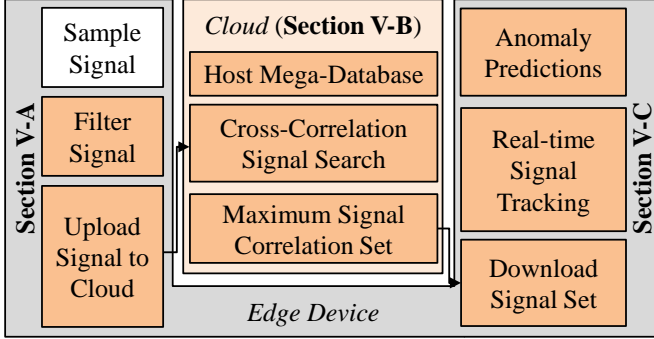 Section V-A
Sample
Signal
Filter
Signal
Upload
Signal to
Cloud
Cloud (Section V-B)
Host Mega-Database
Cross-Correlation
Signal Search
Maximum Signal
Correlation Set
Edge Device
Anomaly
Predictions
Real-time
Signal
Tracking
Download
Signal Set
Section V-C